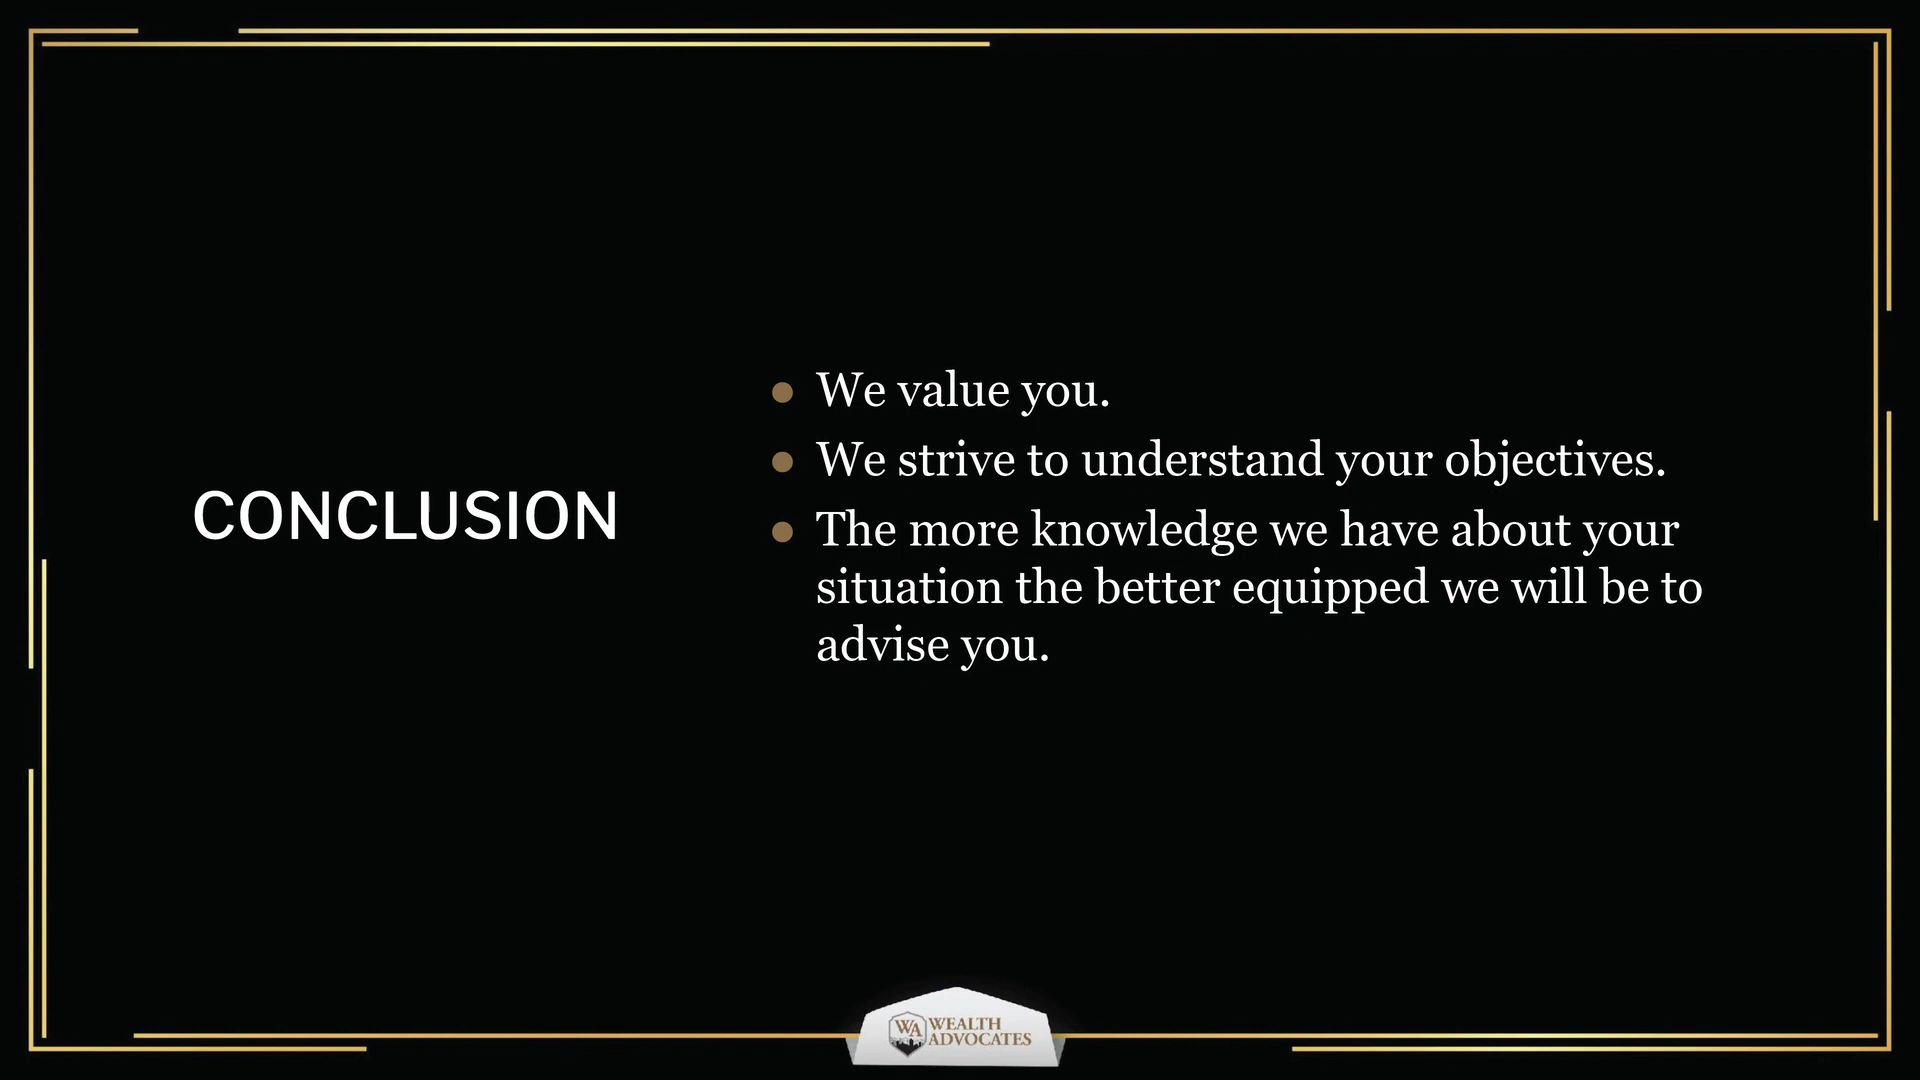 CONCLUSION
We value you.
We strive to understand your objectives.
The more knowledge we have about your
situation the better equipped we will be to
advise you.
WA WEALTH
ADVOCATES